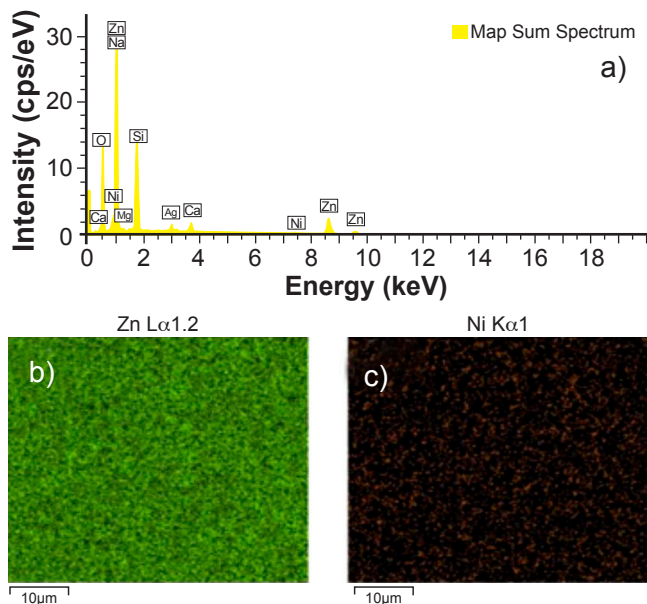 Map Sum Spectrum
a)
Intensity (cps/eV)
30
20
10
0
Zn
Na
O
Si
Ni
Ca
Mg
Ag
Ca
Ni
Zn
Zn
0 2 4 6 8 10 12 14 16 18
Energy (keV)
Zn Lα1.2
Ni Kα1
b)
c)
10μm
10μm